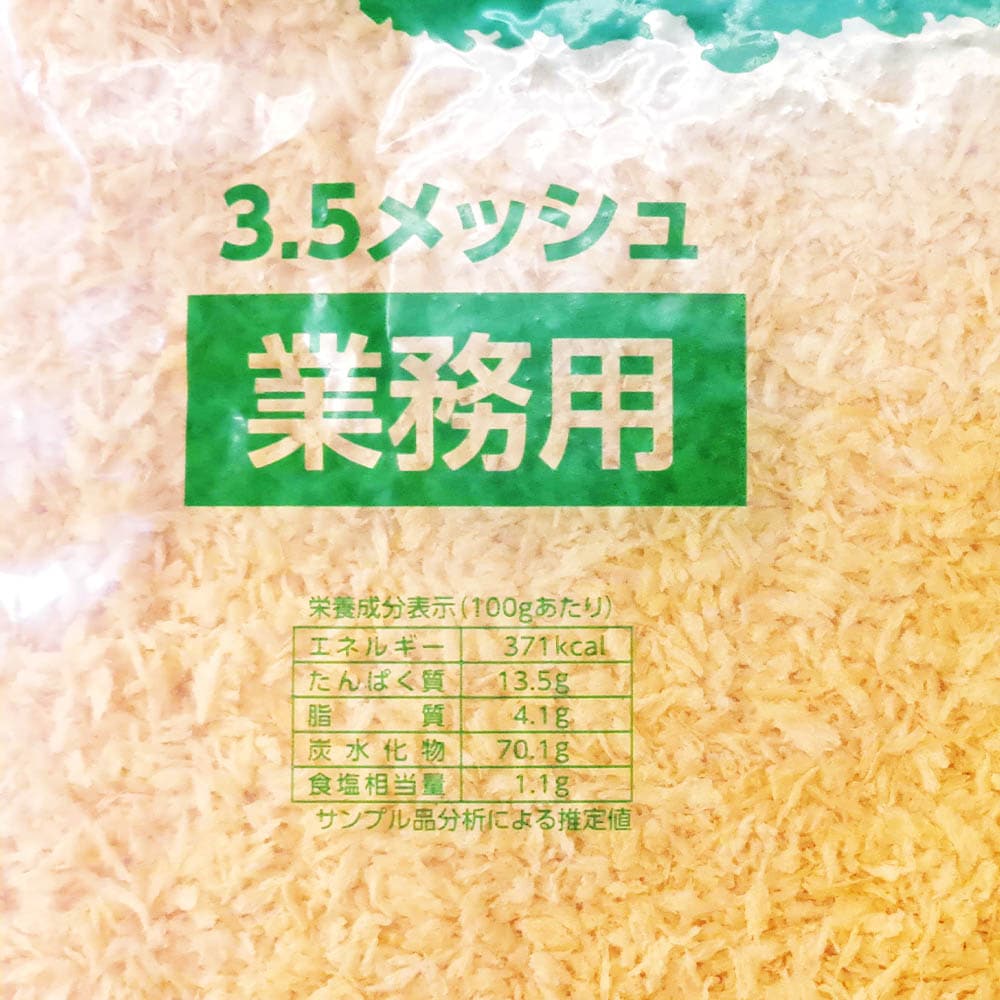 3.5メッシュ
業務用
栄養成分表示(100gあたり)
エネルギー 371kcal
たんぱく質 13.5g
脂質 4.1g
炭水化物 70.1g
食塩相当量 1.1g
サンプル品分析による推定値